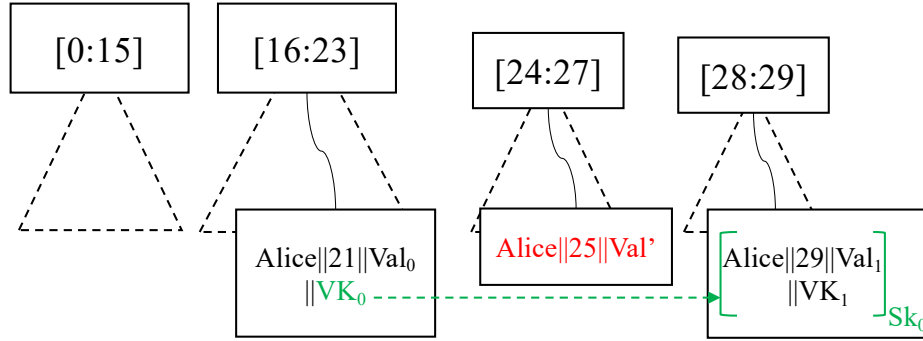 [0:15]
[16:23]
[24:27]
[28:29]
Alice||21||Val₀
||VK₀
Alice||25||Val’
Alice||29||Val₁
||VK₁
Sk₀